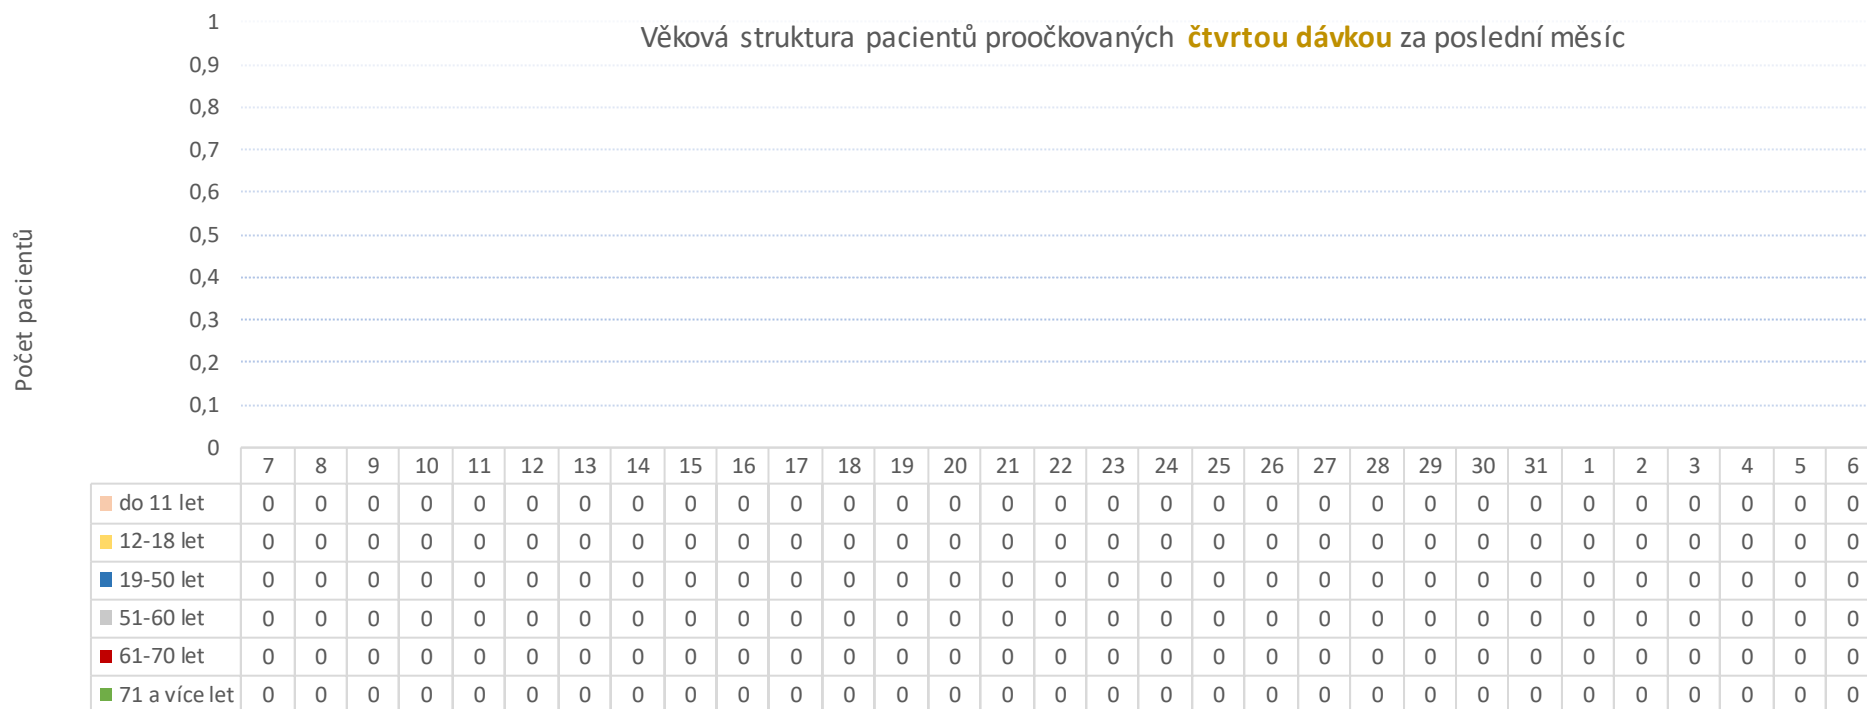 Věková struktura pacientů proočkovaných čtvrtou dávkou za poslední měsíc
Počet pacientů
1
0,9
0,8
0,7
0,6
0,5
0,4
0,3
0,2
0,1
0
7 8 9 10 11 12 13 14 15 16 17 18 19 20 21 22 23 24 25 26 27 28 29 30 31 1 2 3 4 5 6
do 11 let 0 0 0 0 0 0 0 0 0 0 0 0 0 0 0 0 0 0 0 0 0 0 0 0 0 0 0 0 0 0 0
12-18 let 0 0 0 0 0 0 0 0 0 0 0 0 0 0 0 0 0 0 0 0 0 0 0 0 0 0 0 0 0 0 0
19-50 let 0 0 0 0 0 0 0 0 0 0 0 0 0 0 0 0 0 0 0 0 0 0 0 0 0 0 0 0 0 0 0
51-60 let 0 0 0 0 0 0 0 0 0 0 0 0 0 0 0 0 0 0 0 0 0 0 0 0 0 0 0 0 0 0 0
61-70 let 0 0 0 0 0 0 0 0 0 0 0 0 0 0 0 0 0 0 0 0 0 0 0 0 0 0 0 0 0 0 0
71 a více let 0 0 0 0 0 0 0 0 0 0 0 0 0 0 0 0 0 0 0 0 0 0 0 0 0 0 0 0 0 0 0